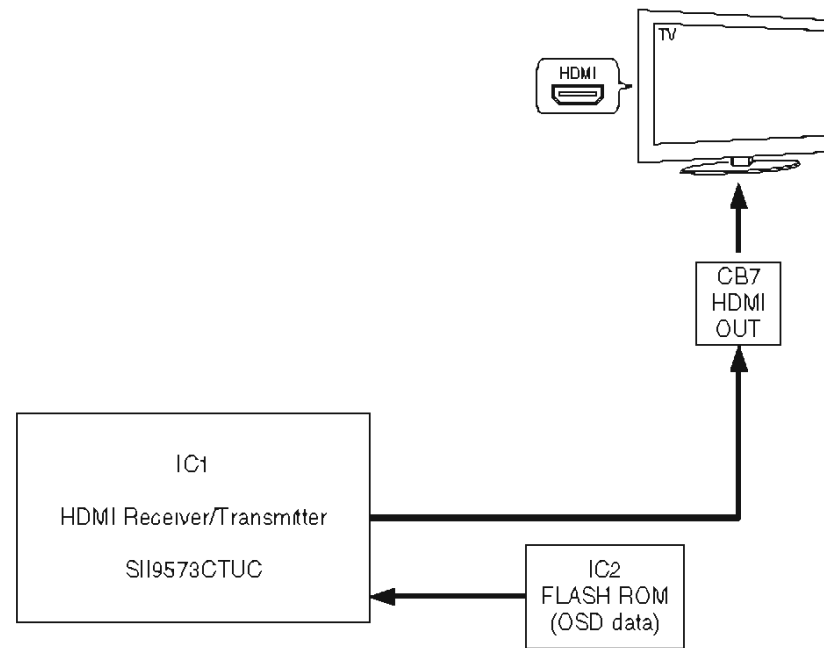 TV
HDMI
CB7
HDMI
OUT
IC1
HDMI Receiver/Transmitter
SII9573CTUC
IC2
FLASH ROM
(OSD data)